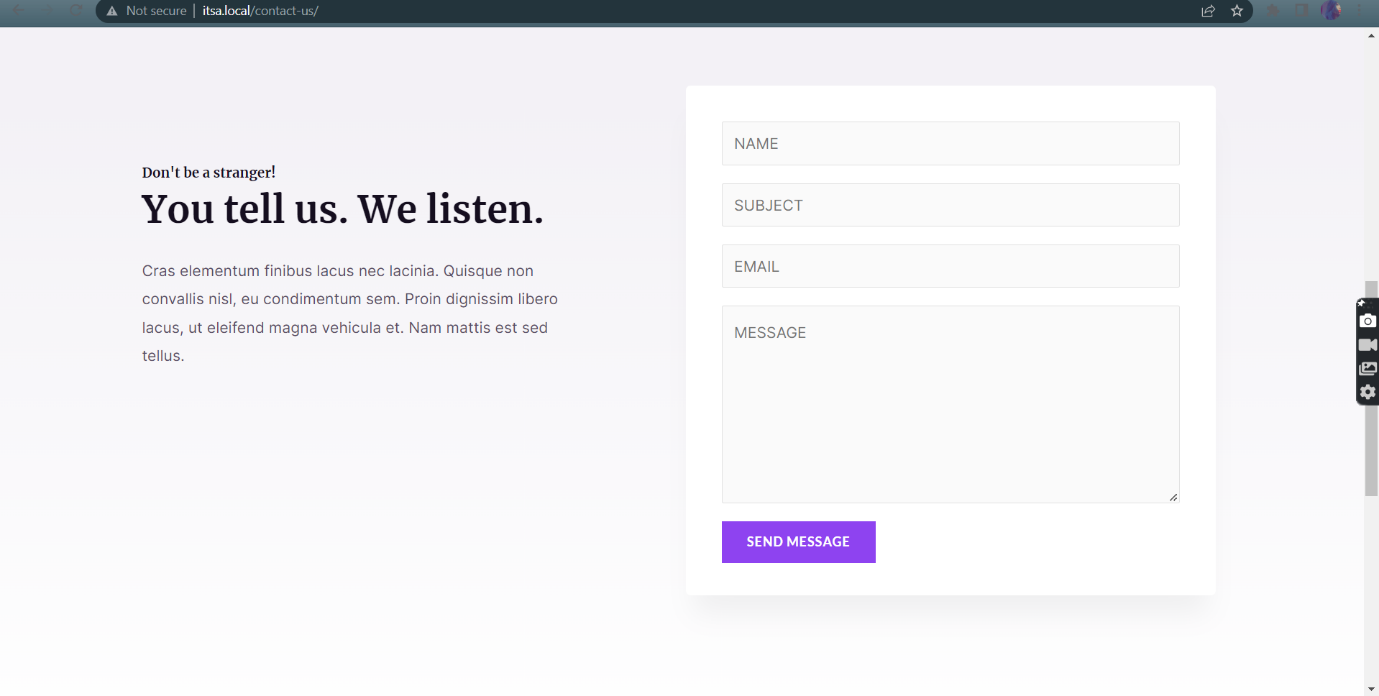 Not secure | itsa.local/contact-us/
Don't be a stranger!
You tell us. We listen.
Cras elementum finibus lacus nec lacinia. Quisque non
convallis nisl, eu condimentum sem. Proin dignissim libero
lacus, ut eleifend magna vehicula et. Nam mattis est sed
tellus.
NAME
SUBJECT
EMAIL
MESSAGE
SEND MESSAGE